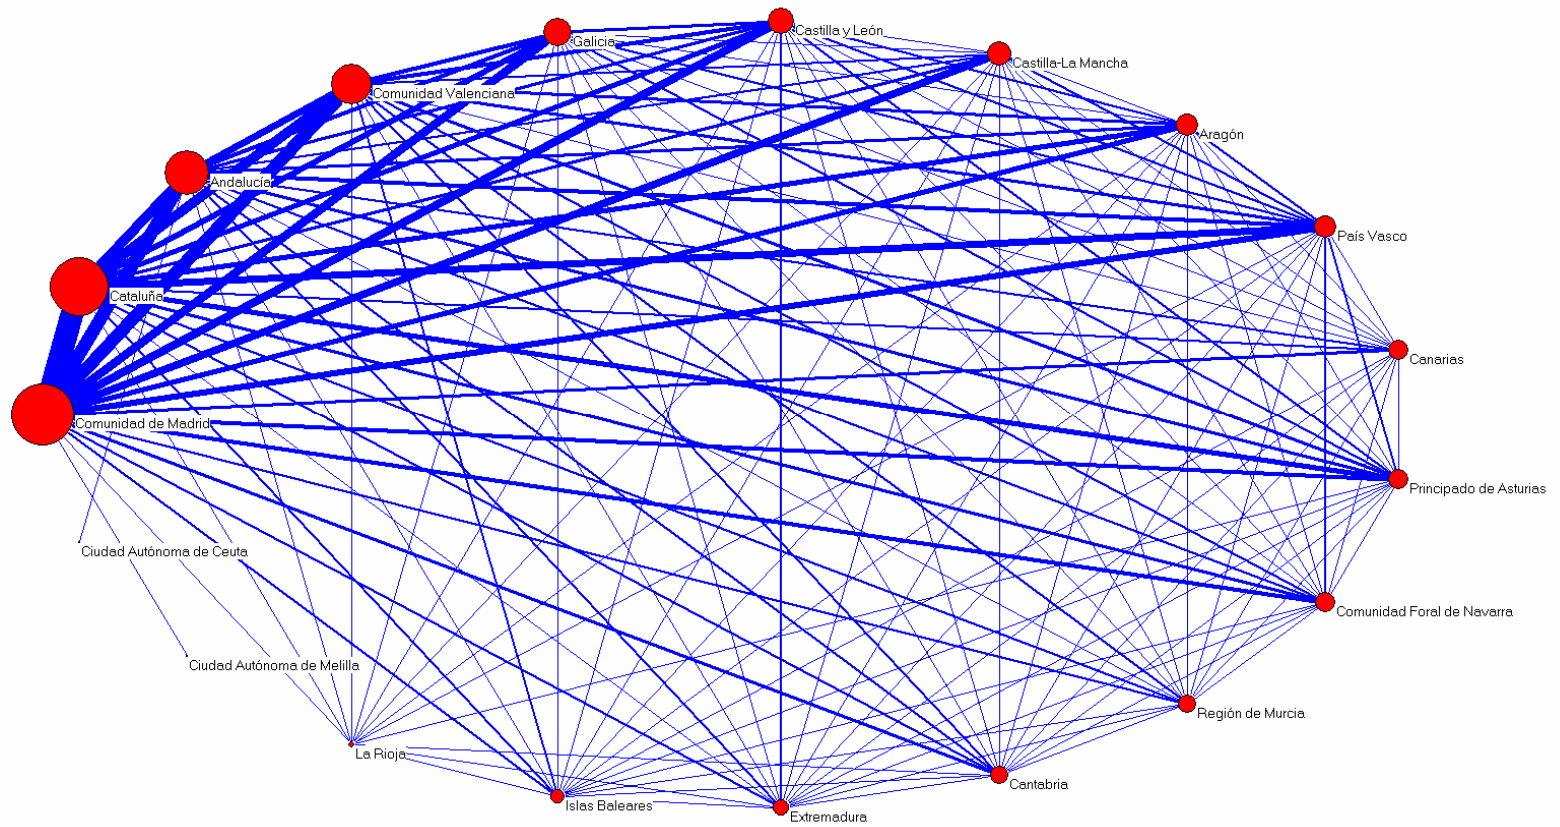 Castilla y León
Galicia
Castilla-La Mancha
Comunidad Valenciana
Aragón
Andalucía
País Vasco
Cataluña
Canarias
Comunidad de Madrid
Principado de Asturias
Ciudad Autónoma de Ceuta
Comunidad Foral de Navarra
Ciudad Autónoma de Melilla
Región de Murcia
La Rioja
Cantabria
Islas Baleares
Extremadura